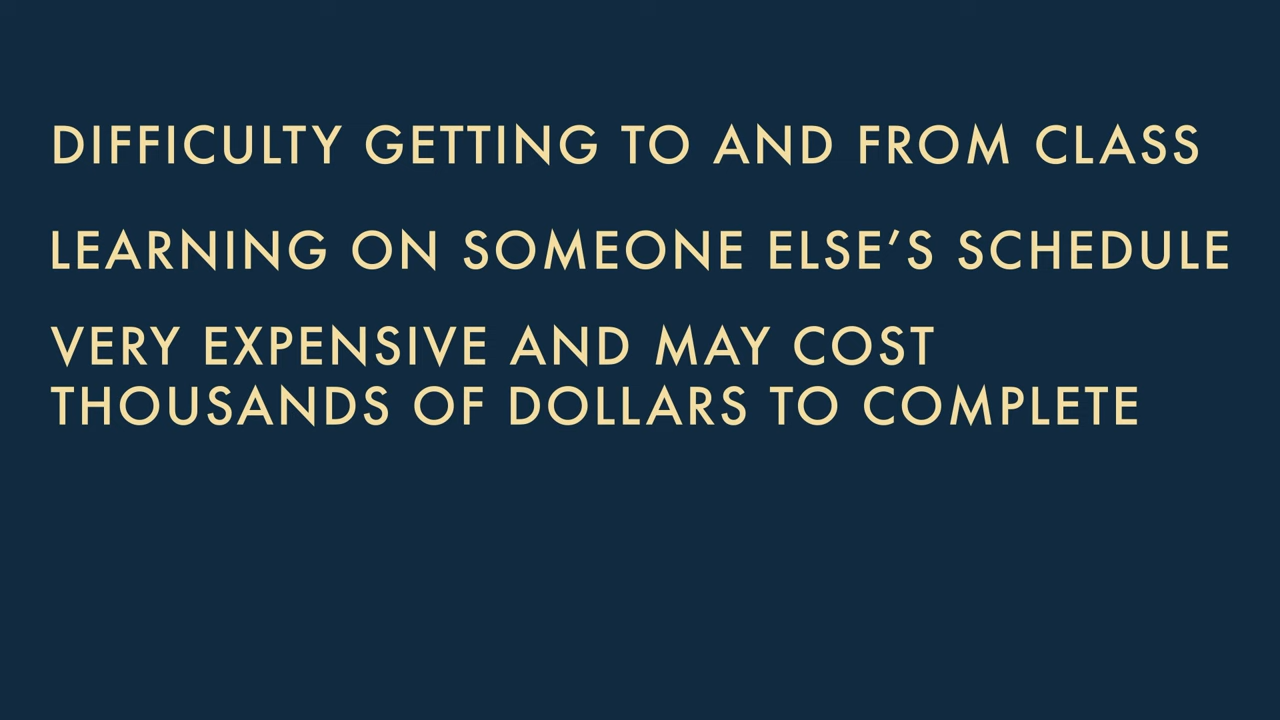 DIFFICULTY GETTING TO AND FROM CLASS
LEARNING ON SOMEONE ELSE’S SCHEDULE
VERY EXPENSIVE AND MAY COST
THOUSANDS OF DOLLARS TO COMPLETE